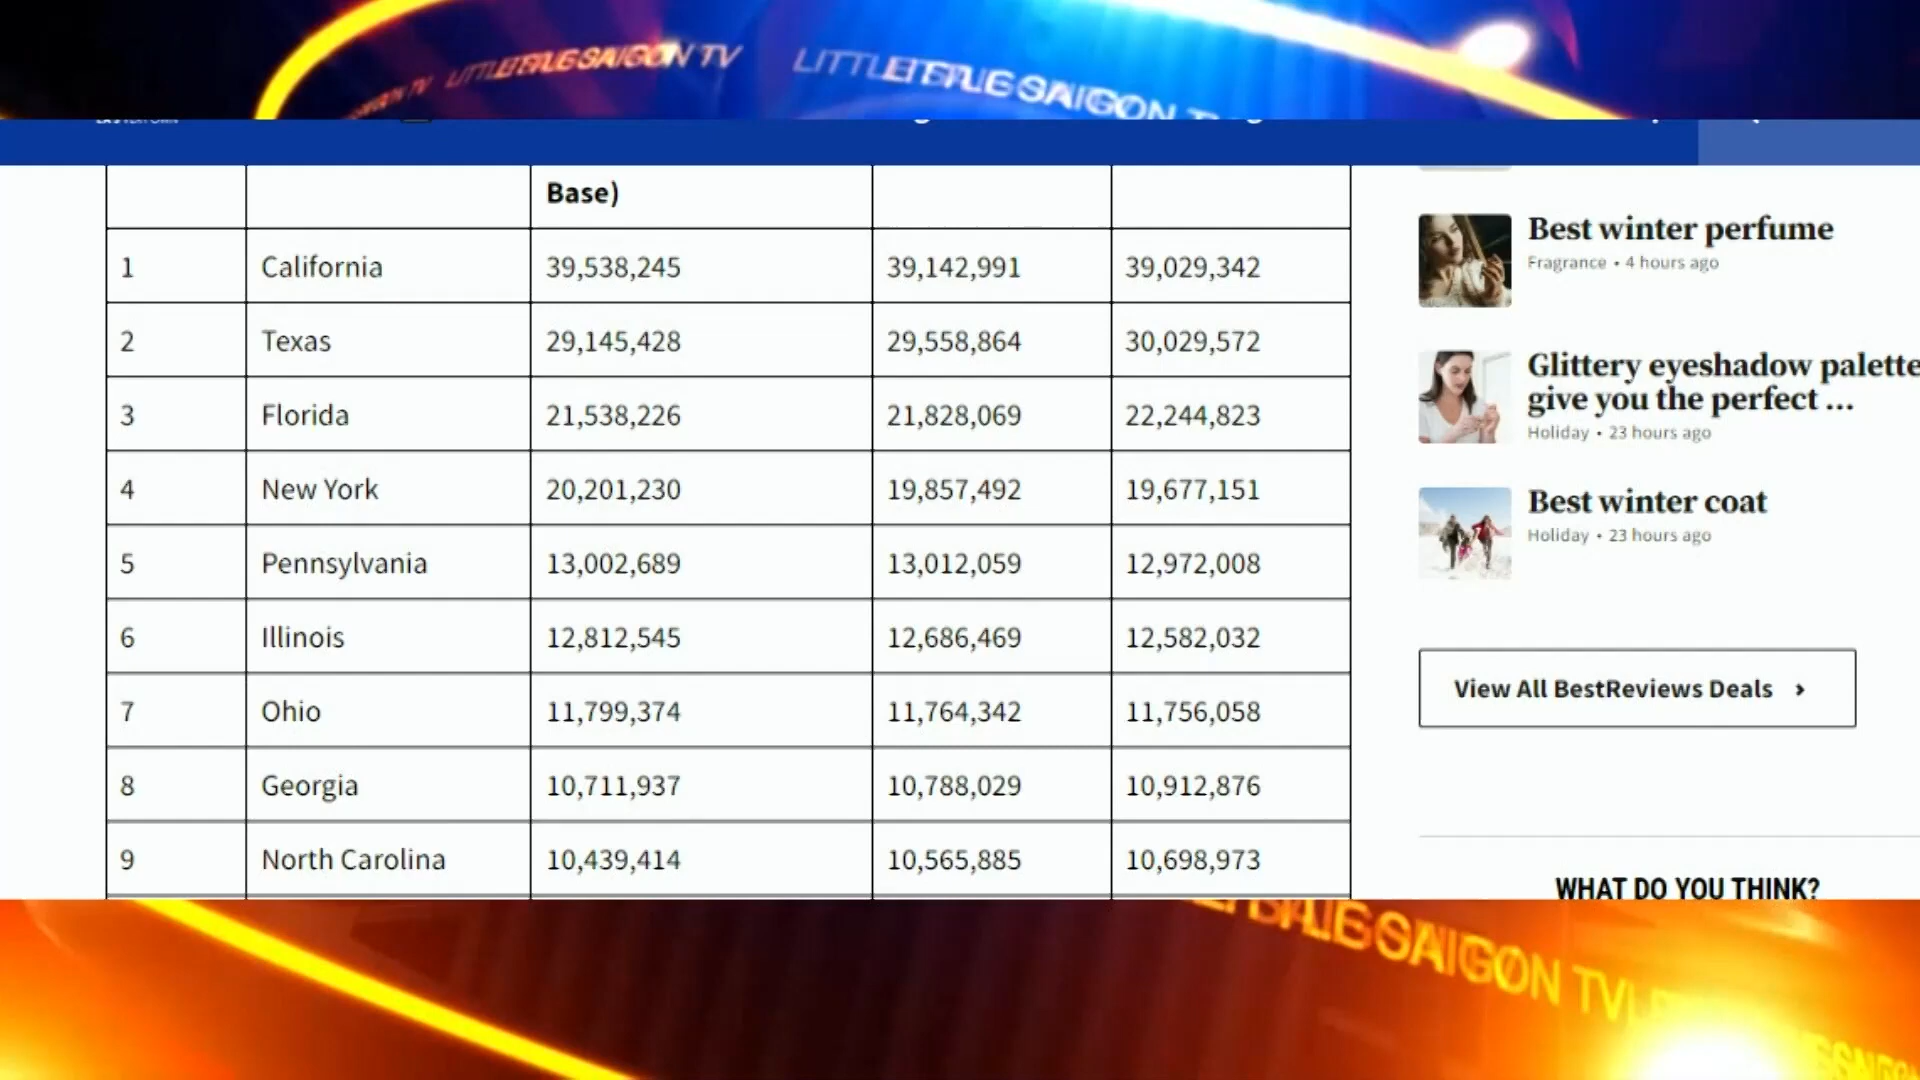 LITTLE SAIGON TV
LITTLE SAIGON T
Base)
1 California 39,538,245 39,142,991 39,029,342
2 Texas 29,145,428 29,558,864 30,029,572
3 Florida 21,538,226 21,828,069 22,244,823
4 New York 20,201,230 19,857,492 19,677,151
5 Pennsylvania 13,002,689 13,012,059 12,972,008
6 Illinois 12,812,545 12,686,469 12,582,032
7 Ohio 11,799,374 11,764,342 11,756,058
8 Georgia 10,711,937 10,788,029 10,912,876
9 North Carolina 10,439,414 10,565,885 10,698,973
Best winter perfume
Fragrance • 4 hours ago
Glittery eyeshadow palette
give you the perfect ...
Holiday • 23 hours ago
Best winter coat
Holiday • 23 hours ago
View All BestReviews Deals ›
WHAT DO YOU THINK?
SAIGON TV